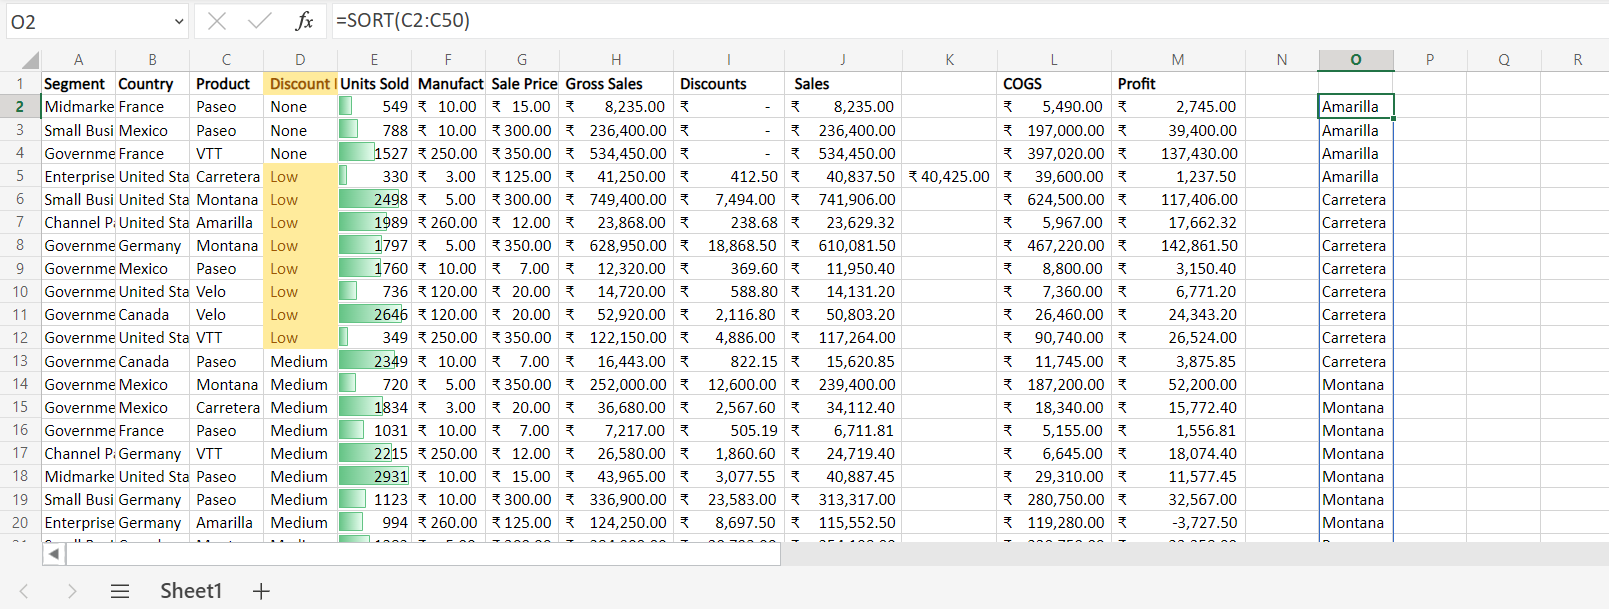 O2 fx =SORT(C2:C50)
A B C D E F G H I J K L M N O P Q R
1 Segment Country Product Discount Units Sold Manufact Sale Price Gross Sales Discounts Sales COGS Profit
2 Midmarke France Paseo None 549 ₹ 10.00 ₹ 15.00 ₹ 8,235.00 ₹ - ₹ 8,235.00 ₹ 5,490.00 ₹ 2,745.00 Amarilla
3 Small Busi Mexico Paseo None 788 ₹ 10.00 ₹ 300.00 ₹ 236,400.00 ₹ - ₹ 236,400.00 ₹ 197,000.00 ₹ 39,400.00 Amarilla
4 Governme France VTT None 1527 ₹ 250.00 ₹ 350.00 ₹ 534,450.00 ₹ - ₹ 534,450.00 ₹ 397,020.00 ₹ 137,430.00 Amarilla
5 Enterprise United Sta Carretera Low 330 ₹ 3.00 ₹ 125.00 ₹ 41,250.00 ₹ 412.50 ₹ 40,837.50 ₹ 40,425.00 ₹ 39,600.00 ₹ 1,237.50 Amarilla
6 Small Busi United Sta Montana Low 2498 ₹ 5.00 ₹ 300.00 ₹ 749,400.00 ₹ 7,494.00 ₹ 741,906.00 ₹ 624,500.00 ₹ 117,406.00 Carretera
7 Channel P United Sta Amarilla Low 1989 ₹ 260.00 ₹ 12.00 ₹ 23,868.00 ₹ 238.68 ₹ 23,629.32 ₹ 5,967.00 ₹ 17,662.32 Carretera
8 Governme Germany Montana Low 1797 ₹ 5.00 ₹ 350.00 ₹ 628,950.00 ₹ 18,868.50 ₹ 610,081.50 ₹ 467,220.00 ₹ 142,861.50 Carretera
9 Governme Mexico Paseo Low 1760 ₹ 10.00 ₹ 7.00 ₹ 12,320.00 ₹ 369.60 ₹ 11,950.40 ₹ 8,800.00 ₹ 3,150.40 Carretera
10 Governme United Sta Velo Low 736 ₹ 120.00 ₹ 20.00 ₹ 14,720.00 ₹ 588.80 ₹ 14,131.20 ₹ 7,360.00 ₹ 6,771.20 Carretera
11 Governme Canada Velo Low 2646 ₹ 120.00 ₹ 20.00 ₹ 52,920.00 ₹ 2,116.80 ₹ 50,803.20 ₹ 26,460.00 ₹ 24,343.20 Carretera
12 Governme United Sta VTT Low 349 ₹ 250.00 ₹ 350.00 ₹ 122,150.00 ₹ 4,886.00 ₹ 117,264.00 ₹ 90,740.00 ₹ 26,524.00 Carretera
13 Governme Canada Paseo Medium 2349 ₹ 10.00 ₹ 7.00 ₹ 16,443.00 ₹ 822.15 ₹ 15,620.85 ₹ 11,745.00 ₹ 3,875.85 Carretera
14 Governme Mexico Montana Medium 720 ₹ 5.00 ₹ 350.00 ₹ 252,000.00 ₹ 12,600.00 ₹ 239,400.00 ₹ 187,200.00 ₹ 52,200.00 Montana
15 Governme Mexico Carretera Medium 1834 ₹ 3.00 ₹ 20.00 ₹ 36,680.00 ₹ 2,567.60 ₹ 34,112.40 ₹ 18,340.00 ₹ 15,772.40 Montana
16 Governme France Paseo Medium 1031 ₹ 10.00 ₹ 7.00 ₹ 7,217.00 ₹ 505.19 ₹ 6,711.81 ₹ 5,155.00 ₹ 1,556.81 Montana
17 Channel P Germany VTT Medium 2215 ₹ 250.00 ₹ 12.00 ₹ 26,580.00 ₹ 1,860.60 ₹ 24,719.40 ₹ 6,645.00 ₹ 18,074.40 Montana
18 Midmarke United Sta Paseo Medium 2931 ₹ 10.00 ₹ 15.00 ₹ 43,965.00 ₹ 3,077.55 ₹ 40,887.45 ₹ 29,310.00 ₹ 11,577.45 Montana
19 Small Busi Germany Paseo Medium 1123 ₹ 10.00 ₹ 300.00 ₹ 336,900.00 ₹ 23,583.00 ₹ 313,317.00 ₹ 280,750.00 ₹ 32,567.00 Montana
20 Enterprise Germany Amarilla Medium 994 ₹ 260.00 ₹ 125.00 ₹ 124,250.00 ₹ 8,697.50 ₹ 115,552.50 ₹ 119,280.00 ₹ -3,727.50 Montana
Sheet1